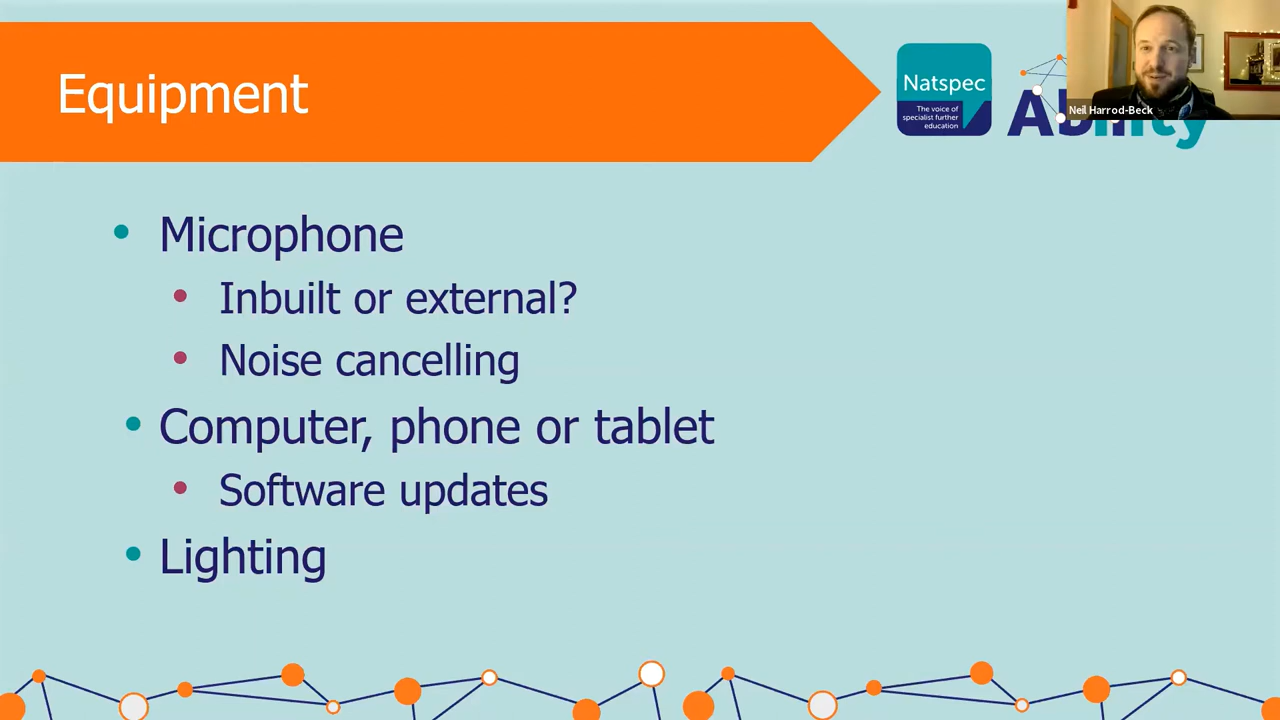 Equipment
Natspec
The voice of
specialist further
education
Ability
Neil Harrod-Beck
Microphone
Inbuilt or external?
Noise cancelling
Computer, phone or tablet
Software updates
Lighting